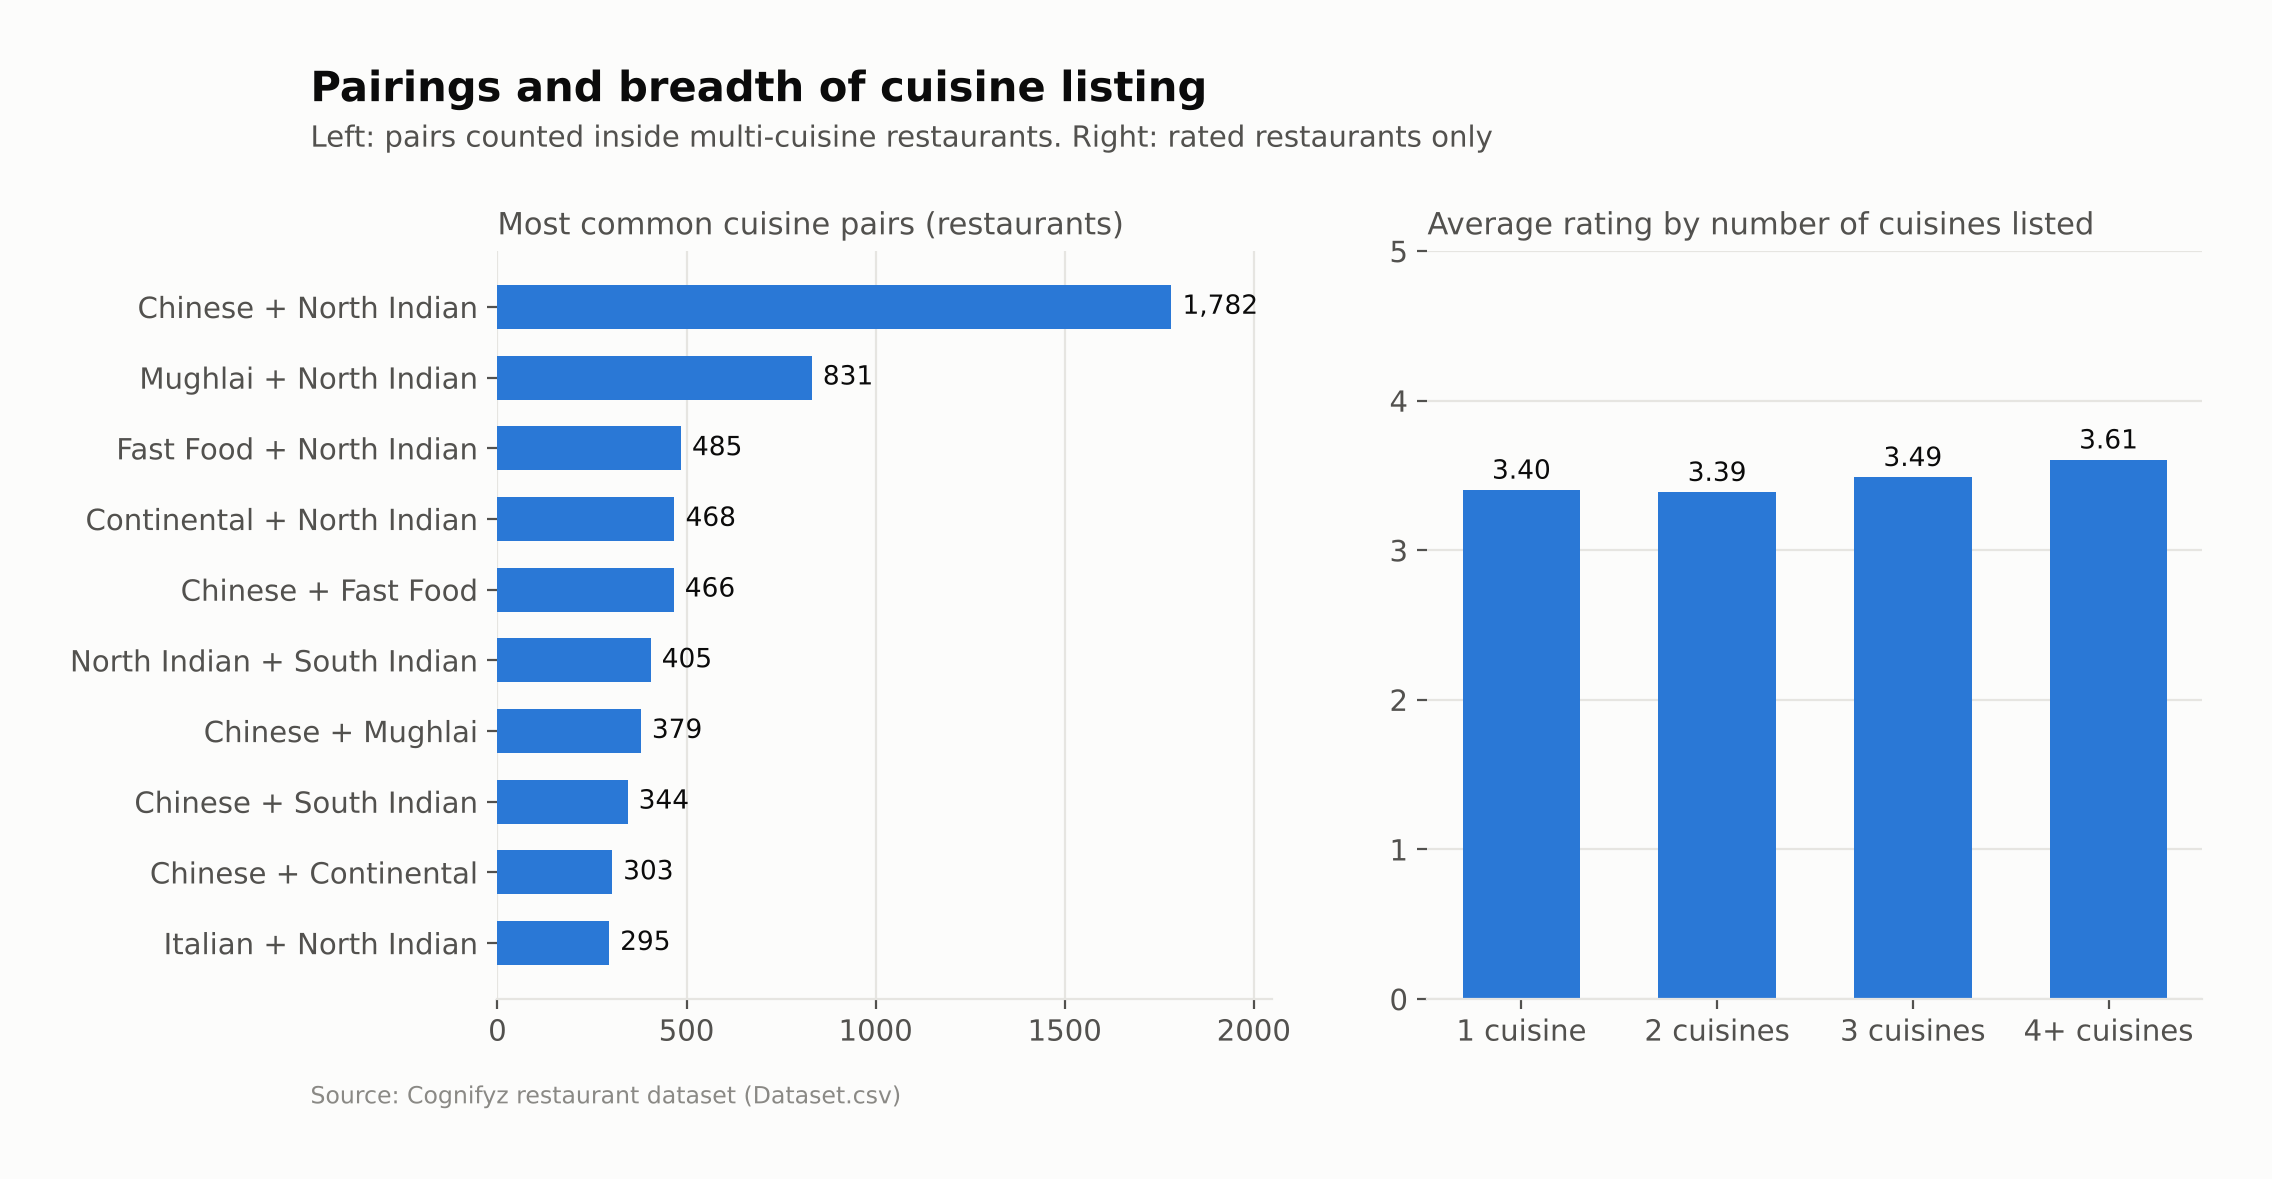 Pairings and breadth of cuisine listing
Left: pairs counted inside multi-cuisine restaurants. Right: rated restaurants only
Most common cuisine pairs (restaurants)
Chinese + North Indian
1,782
Mughlai + North Indian
831
Fast Food + North Indian
485
Continental + North Indian
468
Chinese + Fast Food
466
North Indian + South Indian
405
Chinese + Mughlai
379
Chinese + South Indian
344
Chinese + Continental
303
Italian + North Indian
295
0 500 1000 1500 2000
Average rating by number of cuisines listed
5
4
3
2
1
0
3.40 3.39 3.49 3.61
1 cuisine 2 cuisines 3 cuisines 4+ cuisines
Source: Cognifyz restaurant dataset (Dataset.csv)